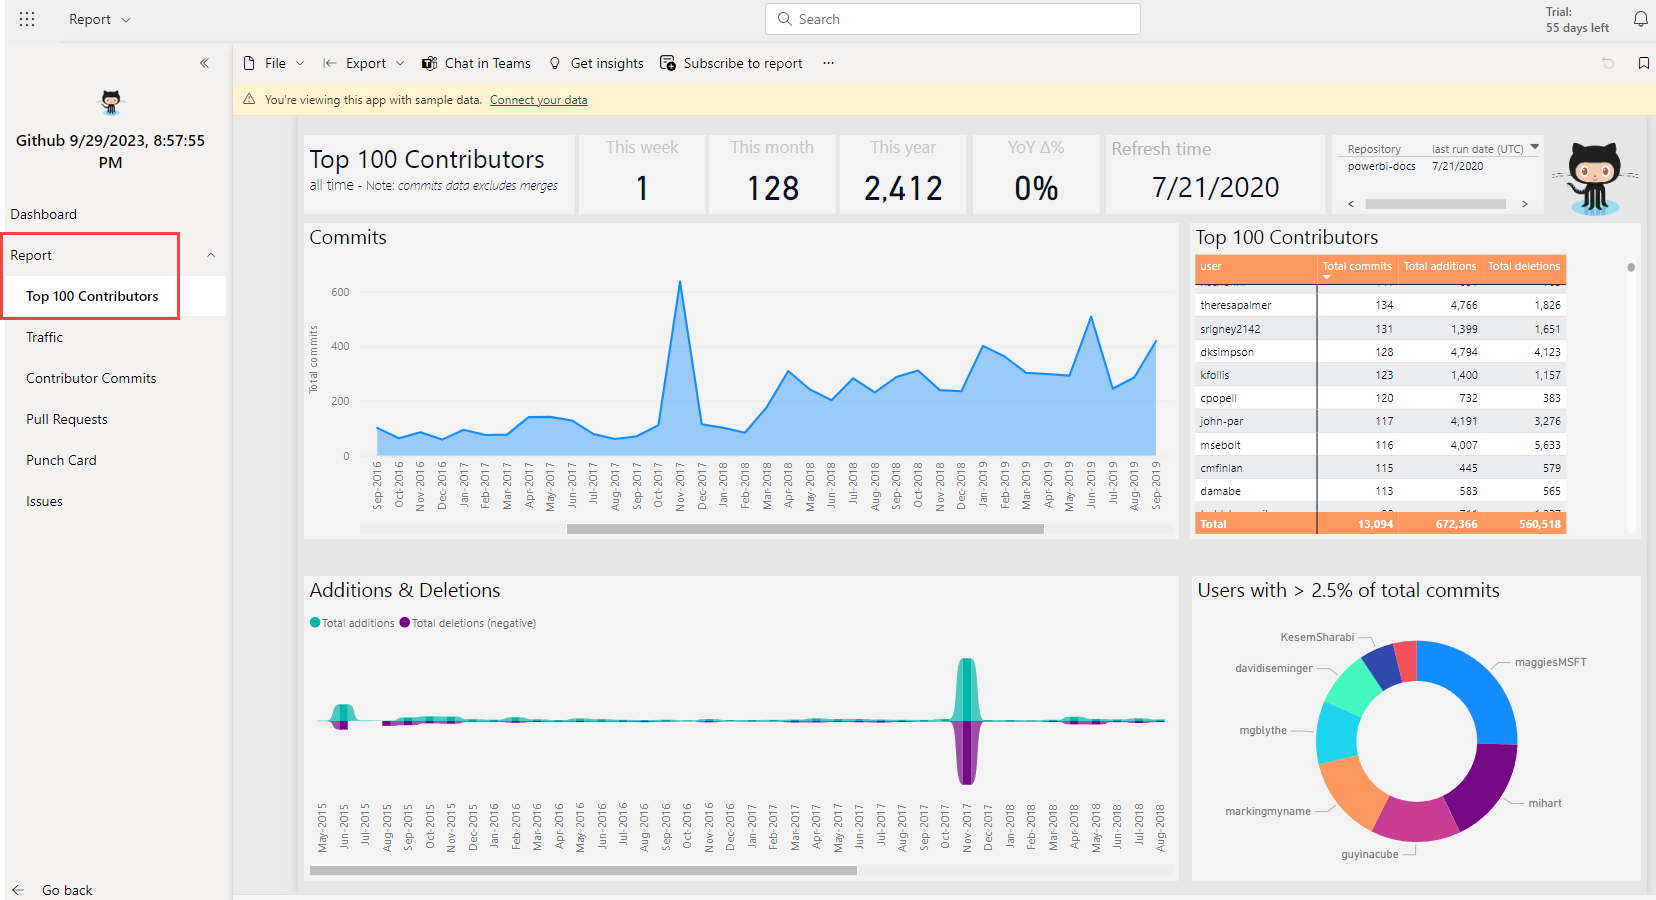 Report
Search
Trial:
55 days left
File
Export
Chat in Teams
Get insights
Subscribe to report
...
You're viewing this app with sample data. Connect your data
Github 9/29/2023, 8:57:55
PM
Dashboard
Report
Top 100 Contributors
Traffic
Contributor Commits
Pull Requests
Punch Card
Issues
Go back
Top 100 Contributors
all time - Note: commits data excludes merges
This week
1
This month
128
This year
2,412
YoY Δ%
0%
Refresh time
7/21/2020
Repository last run date (UTC)
powerbi-docs 7/21/2020
Commits
Total commits
600
400
200
0
Sep-2016
Oct-2016
Nov-2016
Dec-2016
Jan-2017
Feb-2017
Mar-2017
Apr-2017
May-2017
Jun-2017
Jul-2017
Aug-2017
Sep-2017
Oct-2017
Nov-2017
Dec-2017
Jan-2018
Feb-2018
Mar-2018
Apr-2018
May-2018
Jun-2018
Jul-2018
Aug-2018
Sep-2018
Oct-2018
Nov-2018
Dec-2018
Jan-2019
Feb-2019
Mar-2019
Apr-2019
May-2019
Jun-2019
Jul-2019
Aug-2019
Sep-2019
Top 100 Contributors
user Total commits Total additions Total deletions
theresapalmer 134 4,766 1,826
srigney2142 131 1,399 1,651
dksimpson 128 4,794 4,123
kfollis 123 1,400 1,157
cpopell 120 732 383
john-par 117 4,191 3,276
msebolt 116 4,007 5,633
cmfinlan 115 445 579
damabe 113 583 565
Total 13,094 672,366 560,518
Additions & Deletions
Total additions Total deletions (negative)
May-2015
Jun-2015
Jul-2015
Aug-2015
Sep-2015
Oct-2015
Nov-2015
Dec-2015
Jan-2016
Feb-2016
Mar-2016
Apr-2016
May-2016
Jun-2016
Jul-2016
Aug-2016
Sep-2016
Oct-2016
Nov-2016
Dec-2016
Jan-2017
Feb-2017
Mar-2017
Apr-2017
May-2017
Jun-2017
Jul-2017
Aug-2017
Sep-2017
Oct-2017
Nov-2017
Dec-2017
Jan-2018
Feb-2018
Mar-2018
Apr-2018
May-2018
Jun-2018
Jul-2018
Aug-2018
Users with > 2.5% of total commits
KesemSharabi
davidiseminger
mgblythe
markingmyname
guyinacube
maggiesMSFT
mihart